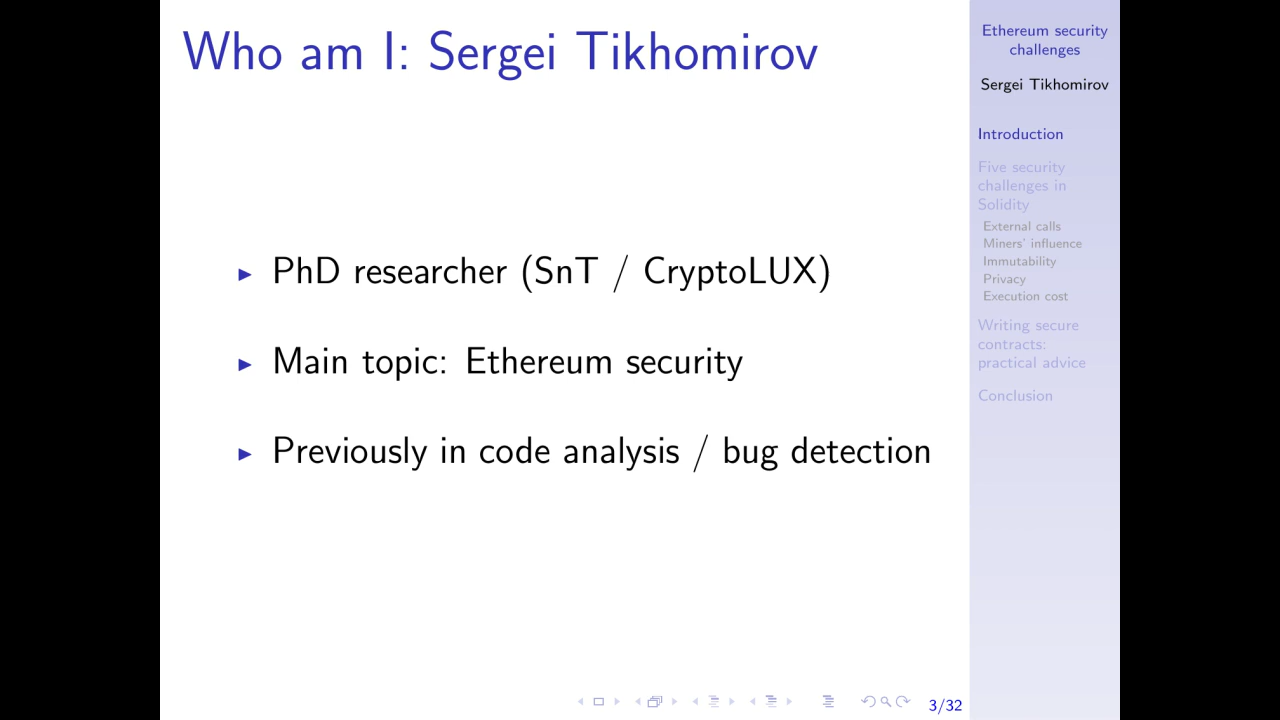 Who am I: Sergei Tikhomirov
▶ PhD researcher (SnT / CryptoLUX)
▶ Main topic: Ethereum security
▶ Previously in code analysis / bug detection
Ethereum security
challenges
Sergei Tikhomirov
Introduction
Five security
challenges in
Solidity
External calls
Miners' influence
Immutability
Privacy
Execution cost
Writing secure
contracts:
practical advice
Conclusion
3/32